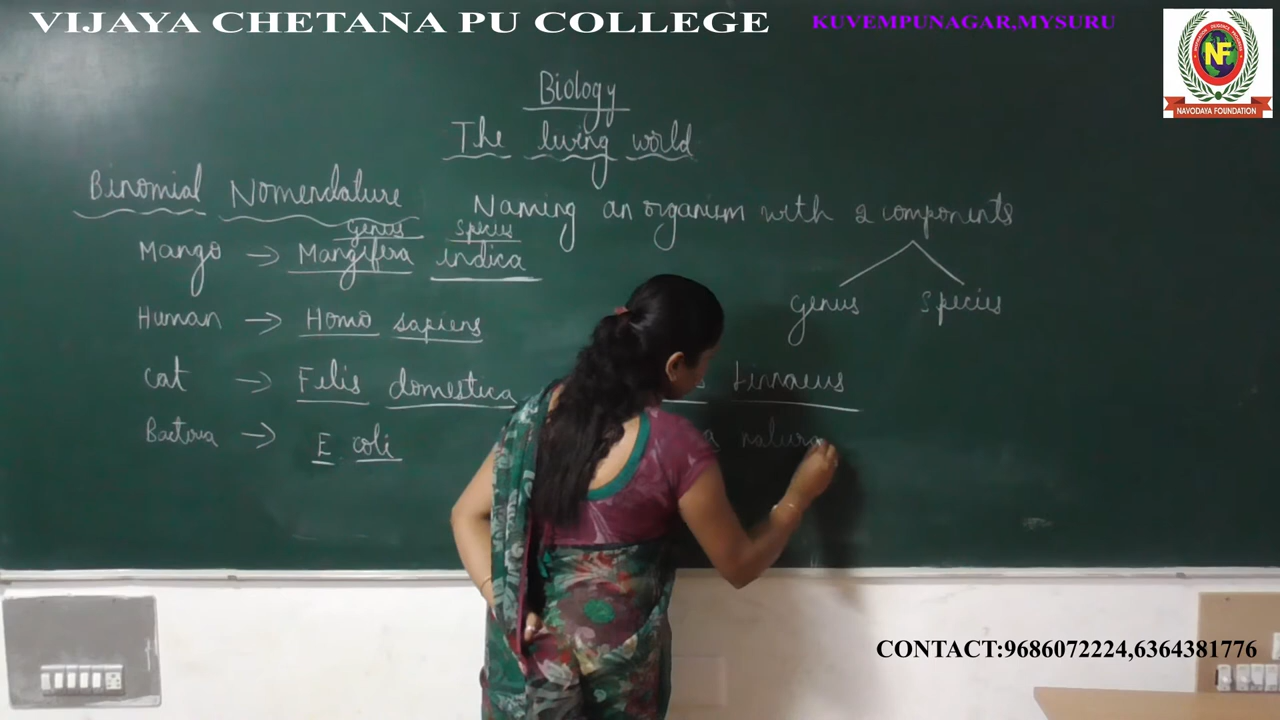 VIJAYA CHETANA PU COLLEGE
KUVEMPUNAGAR,MYSURU
NF
NAVODAYA FOUNDATION
Biology
The living world
Binomial Nomenclature
Naming an organism with 2 components
Genus Species
Mango → Mangifera indica
Genus Species
Human → Homo sapiens
Cat → Felis domestica
Linnaeus
Bacteria → E coli
a natura
CONTACT:9686072224,6364381776